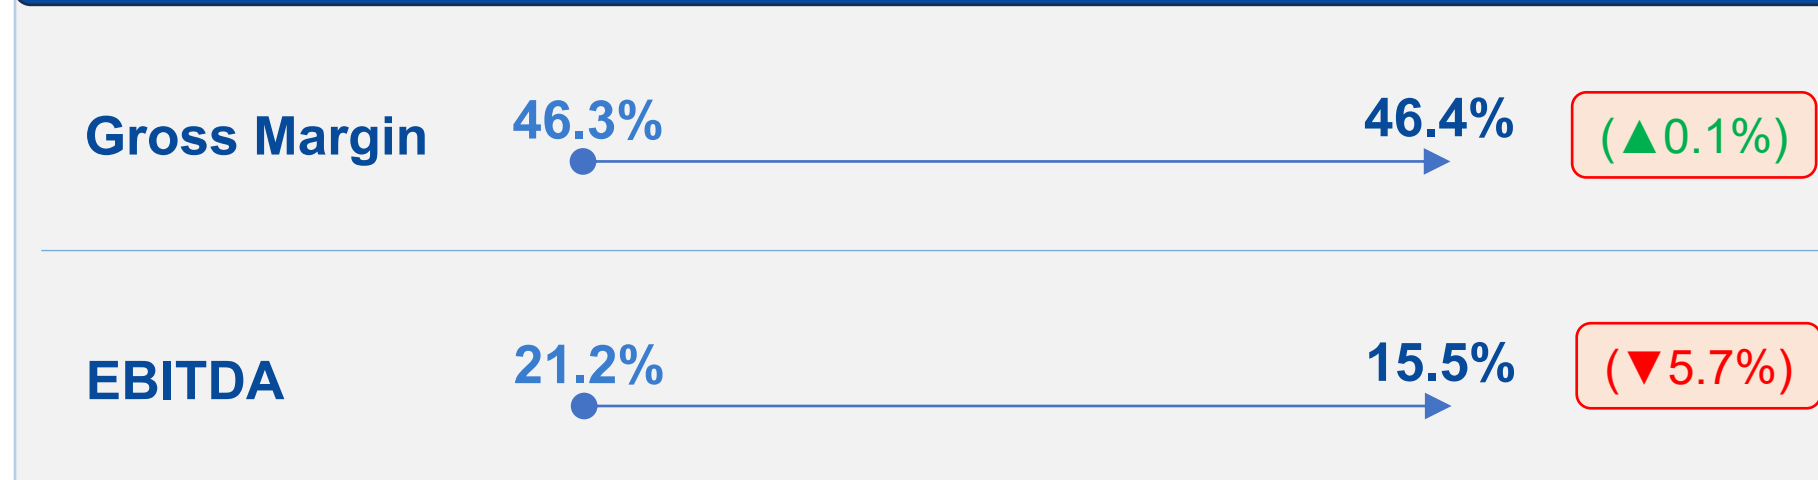 Gross Margin 46.3% 46.4% (▲0.1%)
EBITDA 21.2% 15.5% (▼5.7%)